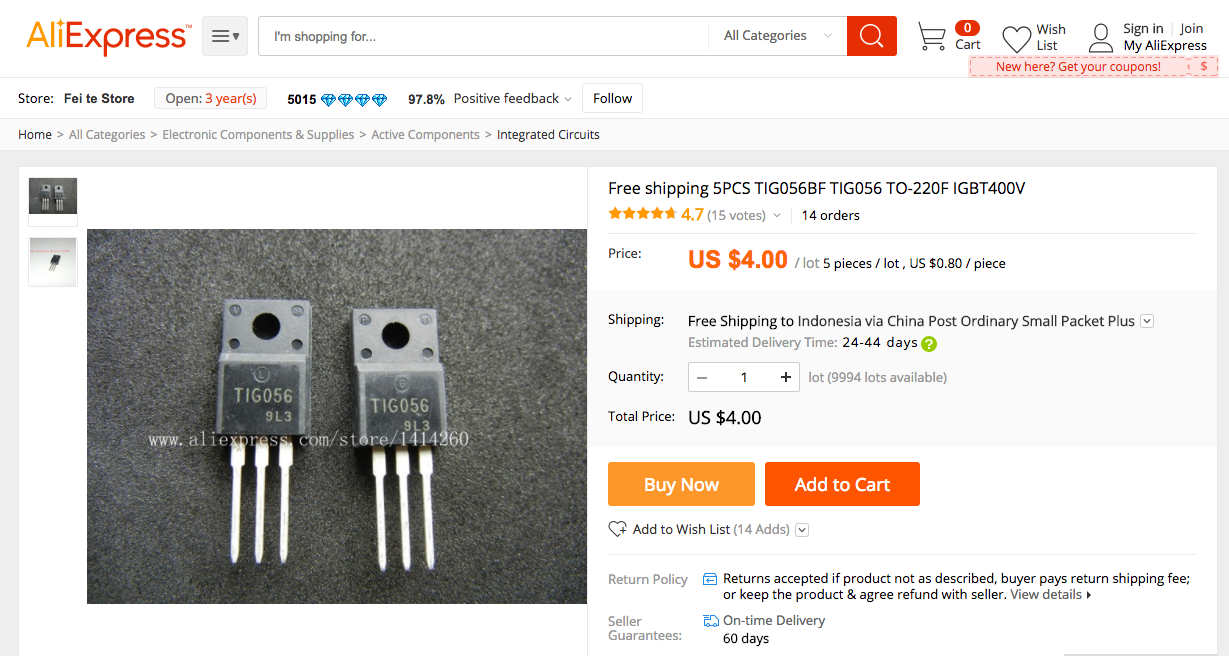 AliExpress™
I'm shopping for...
All Categories
0
Cart
Wish
List
Sign in
Join
My AliExpress
New here? Get your coupons!
$
Store: Fei te Store
Open: 3 year(s)
5015
97.8% Positive feedback
Follow
Home > All Categories > Electronic Components & Supplies > Active Components > Integrated Circuits
Free shipping 5PCS TIG056BF TIG056 TO-220F IGBT400V
4.7 (15 votes)
14 orders
Price:
US $4.00 / lot 5 pieces / lot , US $0.80 / piece
Shipping:
Free Shipping to Indonesia via China Post Ordinary Small Packet Plus
Estimated Delivery Time: 24-44 days ?
Quantity:
− 1 + lot (9994 lots available)
Total Price: US $4.00
Buy Now
Add to Cart
Add to Wish List (14 Adds)
Return Policy
Returns accepted if product not as described, buyer pays return shipping fee;
or keep the product & agree refund with seller. View details
Seller
Guarantees:
On-time Delivery
60 days
TIG056
9L3
TIG056
9L3
www.aliexpress.com/store/1414260